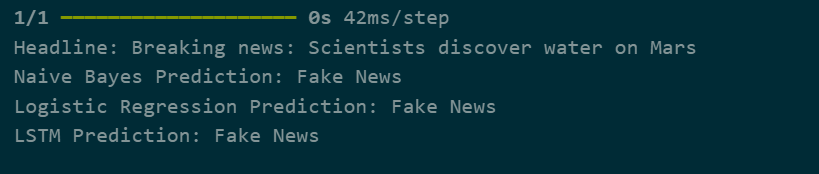 1/1 ━━━━━━━━━━━━━━━━━━━━ 0s 42ms/step
Headline: Breaking news: Scientists discover water on Mars
Naive Bayes Prediction: Fake News
Logistic Regression Prediction: Fake News
LSTM Prediction: Fake News